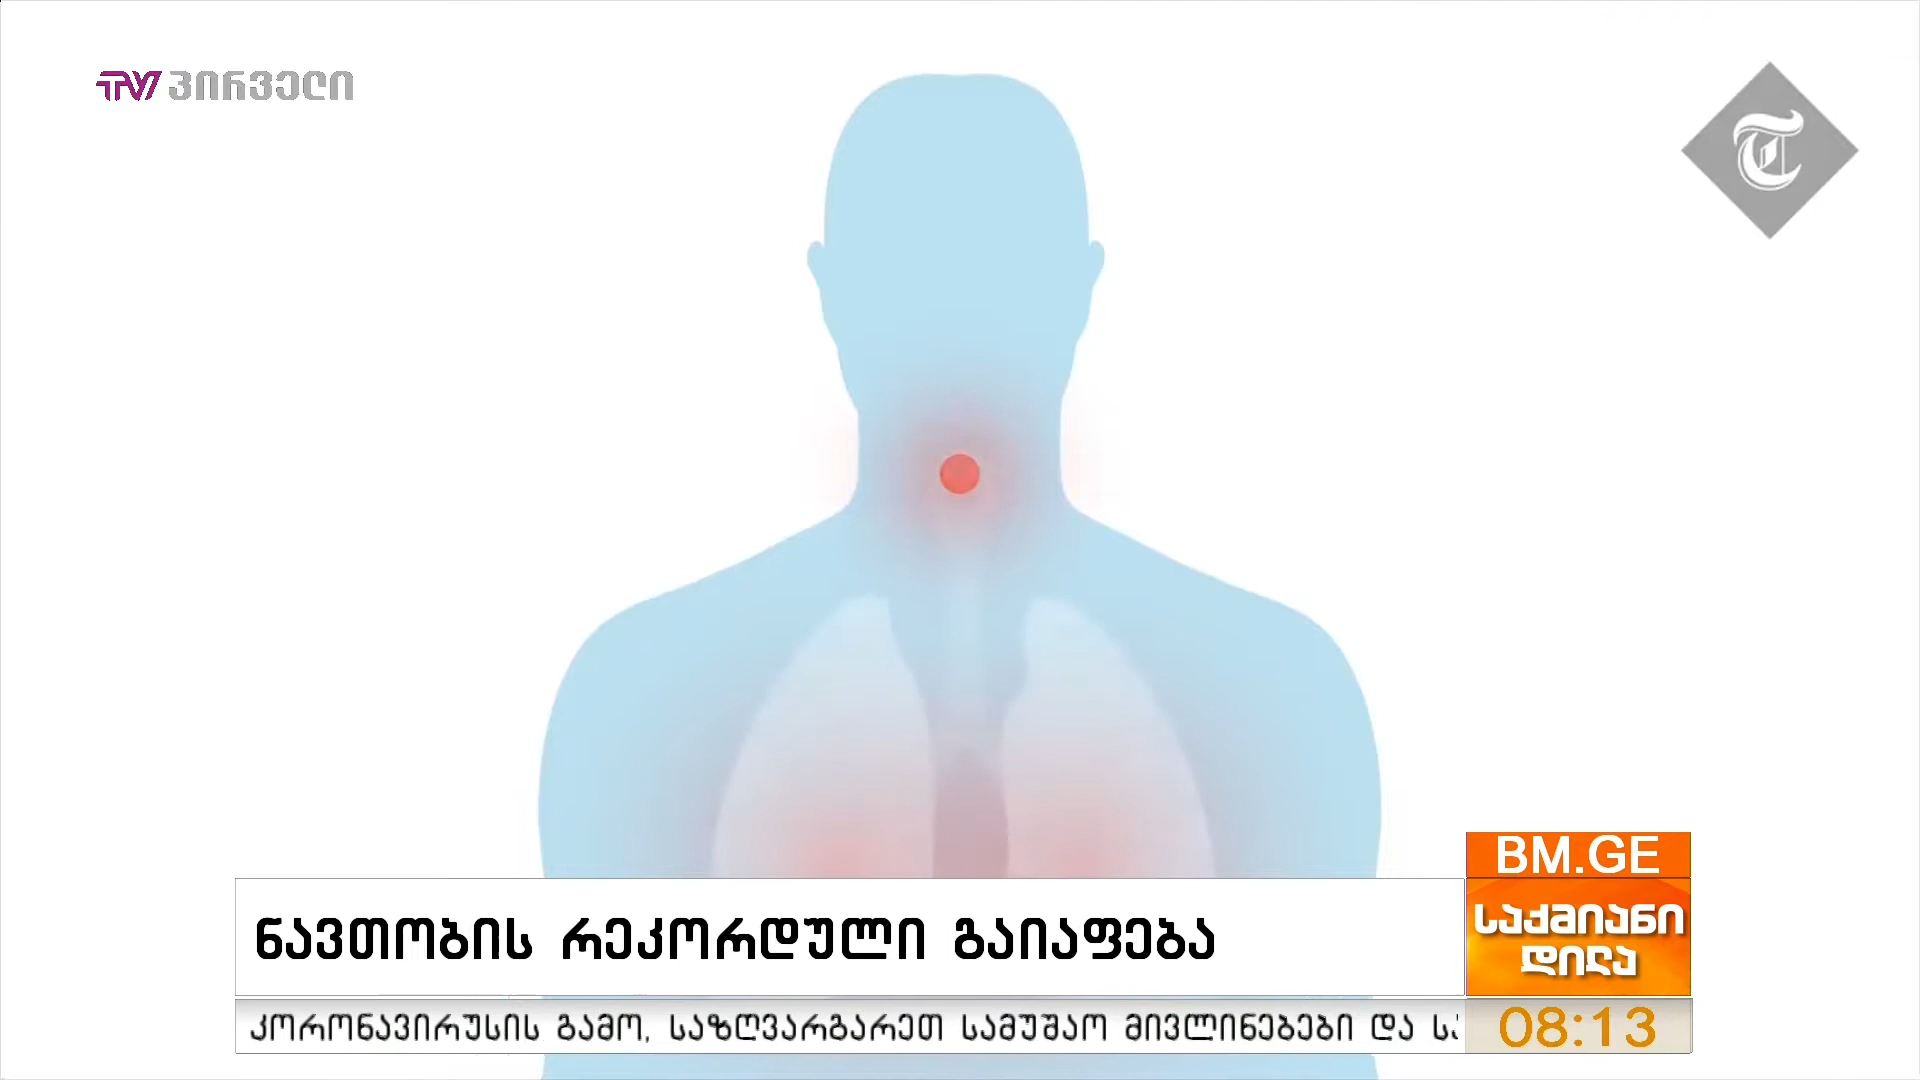 TV პირველი
T
BM.GE
ნავთობის რეკორდული გაიაფება
საქმიანი
დილა
კორონავირუსის გამო, საზღვარგარეთ სამუშაო მივლინებები და
08:13